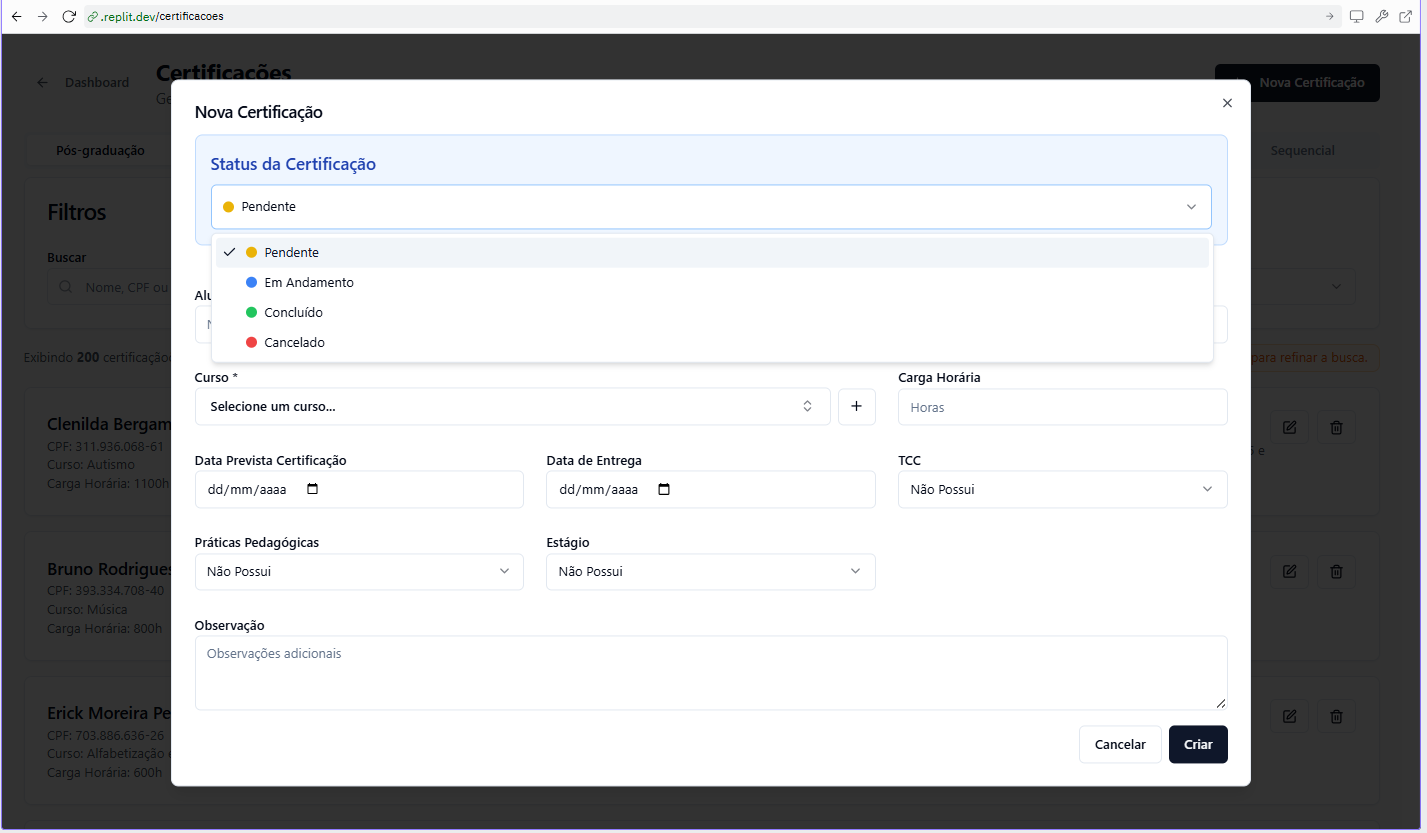 .replit.dev/certificacoes
Dashboard
Certificações
Ge
Nova Certificação
Pós-graduação
Sequencial
Filtros
Buscar
Nome, CPF ou
Exibindo 200 certificação
para refinar a busca.
Clenilda Bergam
CPF: 311.936.068-61
Curso: Autismo
Carga Horária: 1100h
Bruno Rodrigues
CPF: 393.334.708-40
Curso: Música
Carga Horária: 800h
Erick Moreira Pe
CPF: 703.886.636-26
Curso: Alfabetização e
Carga Horária: 600h
Nova Certificação
Status da Certificação
Pendente
Pendente
Em Andamento
Concluído
Cancelado
Alu
Curso *
Carga Horária
Selecione um curso...
Horas
Data Prevista Certificação
Data de Entrega
TCC
dd/mm/aaaa
dd/mm/aaaa
Não Possui
Práticas Pedagógicas
Estágio
Não Possui
Não Possui
Observação
Observações adicionais
Cancelar
Criar